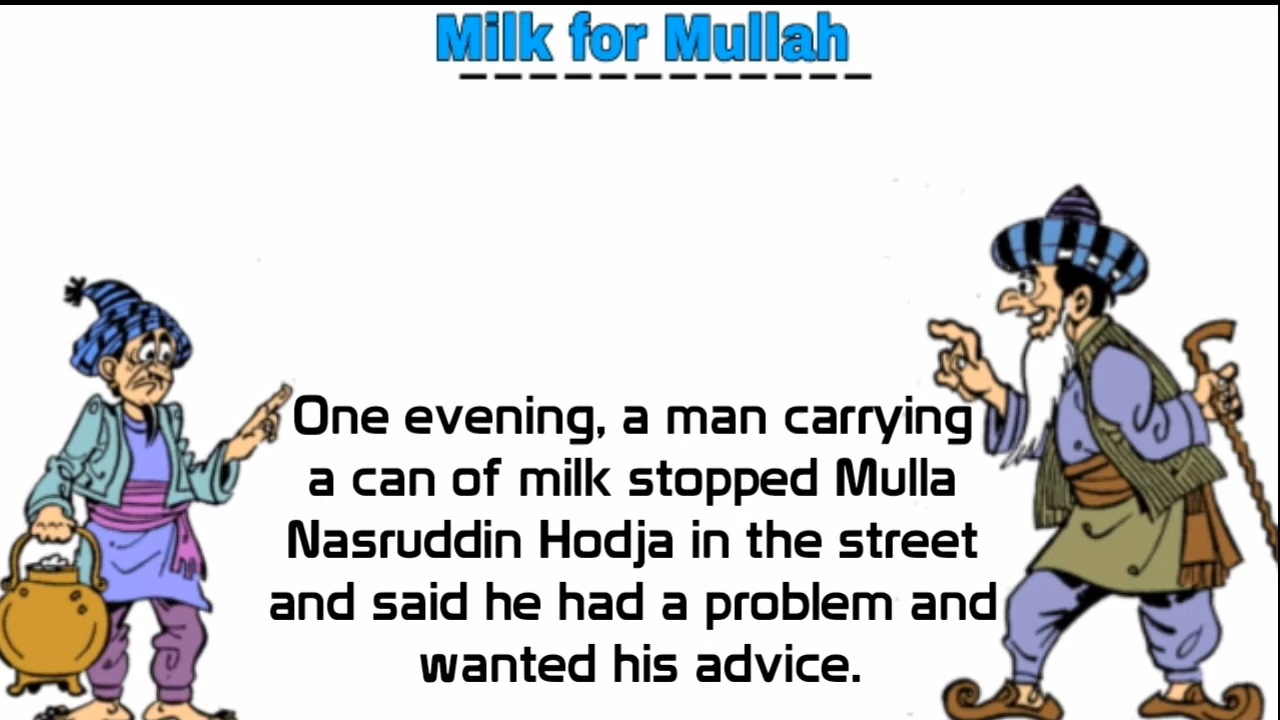 Milk for Mullah
One evening, a man carrying
a can of milk stopped Mulla
Nasruddin Hodja in the street
and said he had a problem and
wanted his advice.